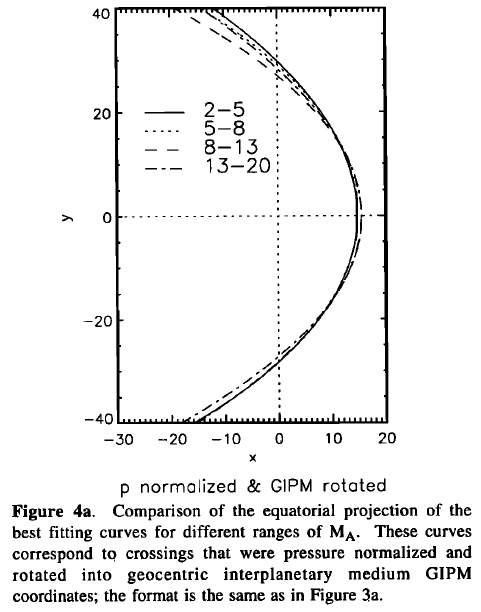 40
20
0
−20
−40
y
2−5
5−8
8−13
13−20
−30 −20 −10 0 10 20
x
p normalized & GIPM rotated
Figure 4a. Comparison of the equatorial projection of the
best fitting curves for different ranges of MA. These curves
correspond to crossings that were pressure normalized and
rotated into geocentric interplanetary medium GIPM
coordinates; the format is the same as in Figure 3a.